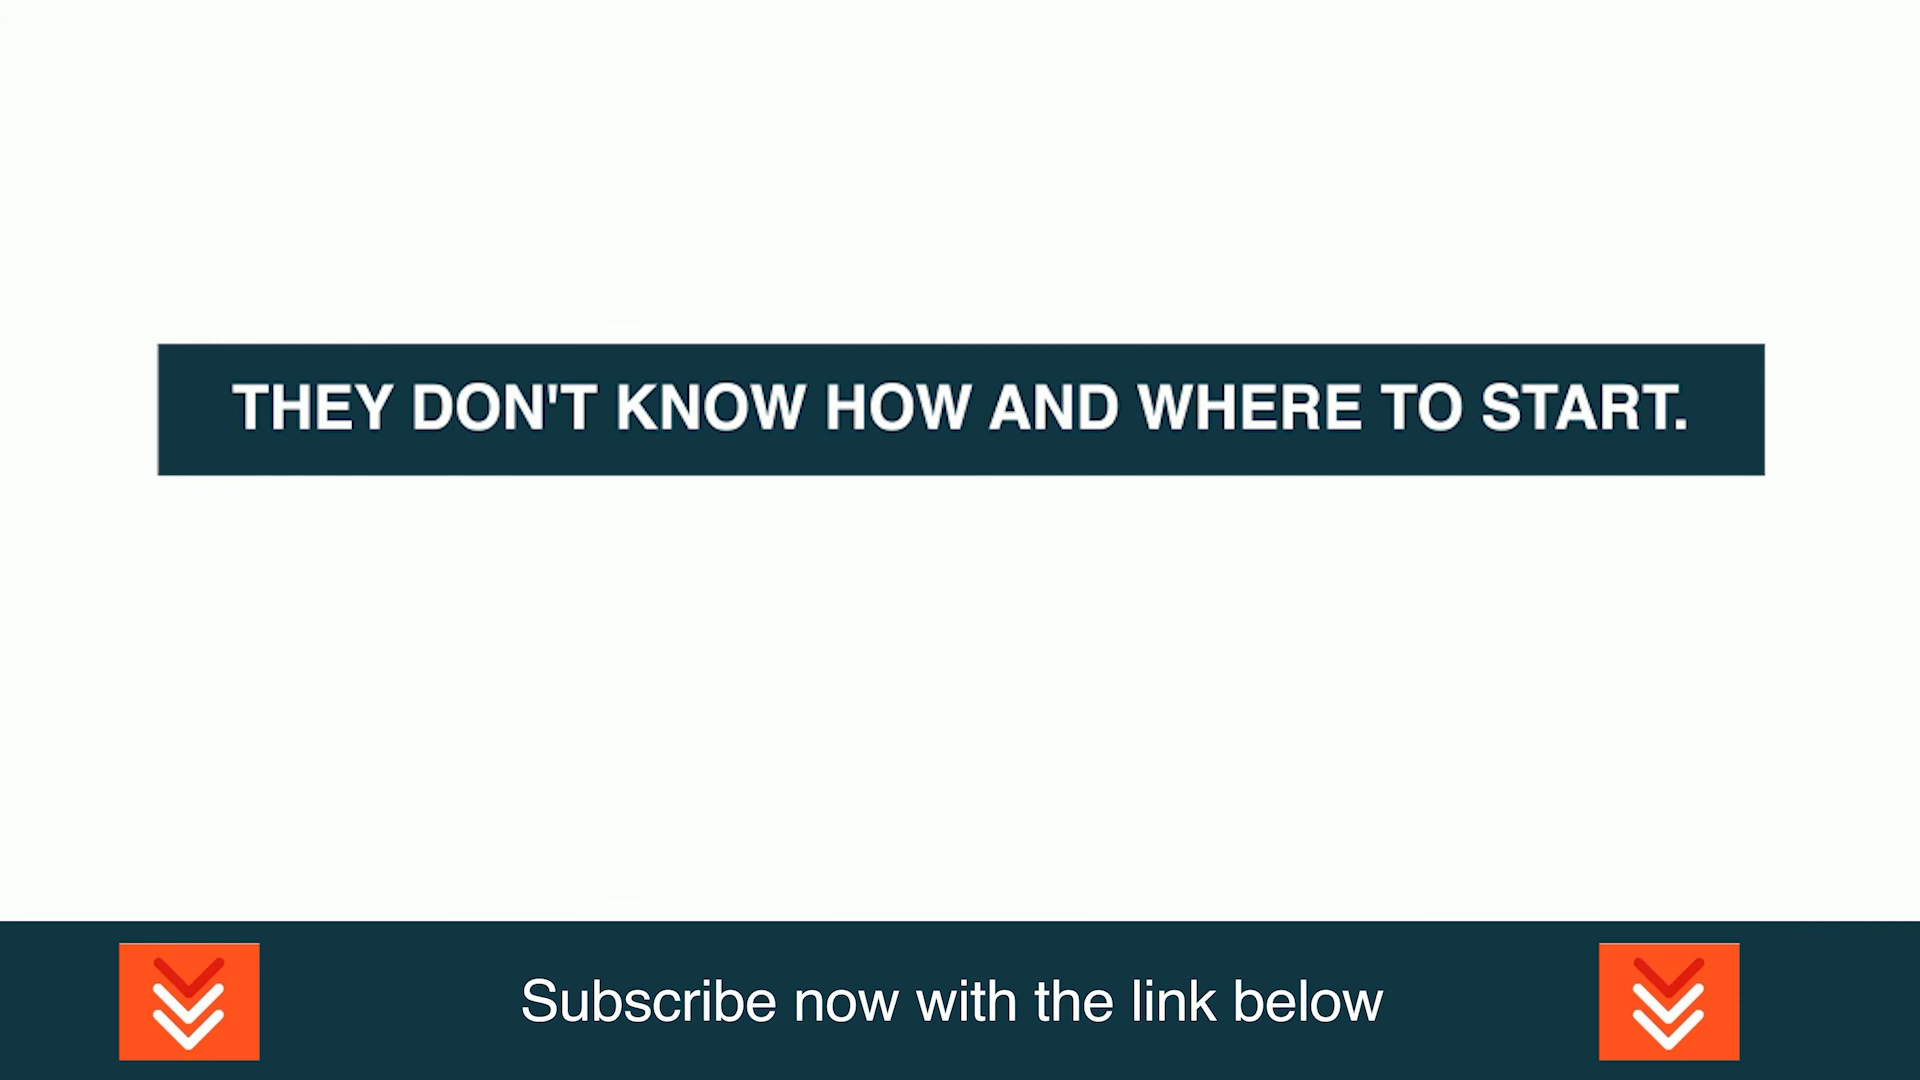 THEY DON'T KNOW HOW AND WHERE TO START.
Subscribe now with the link below